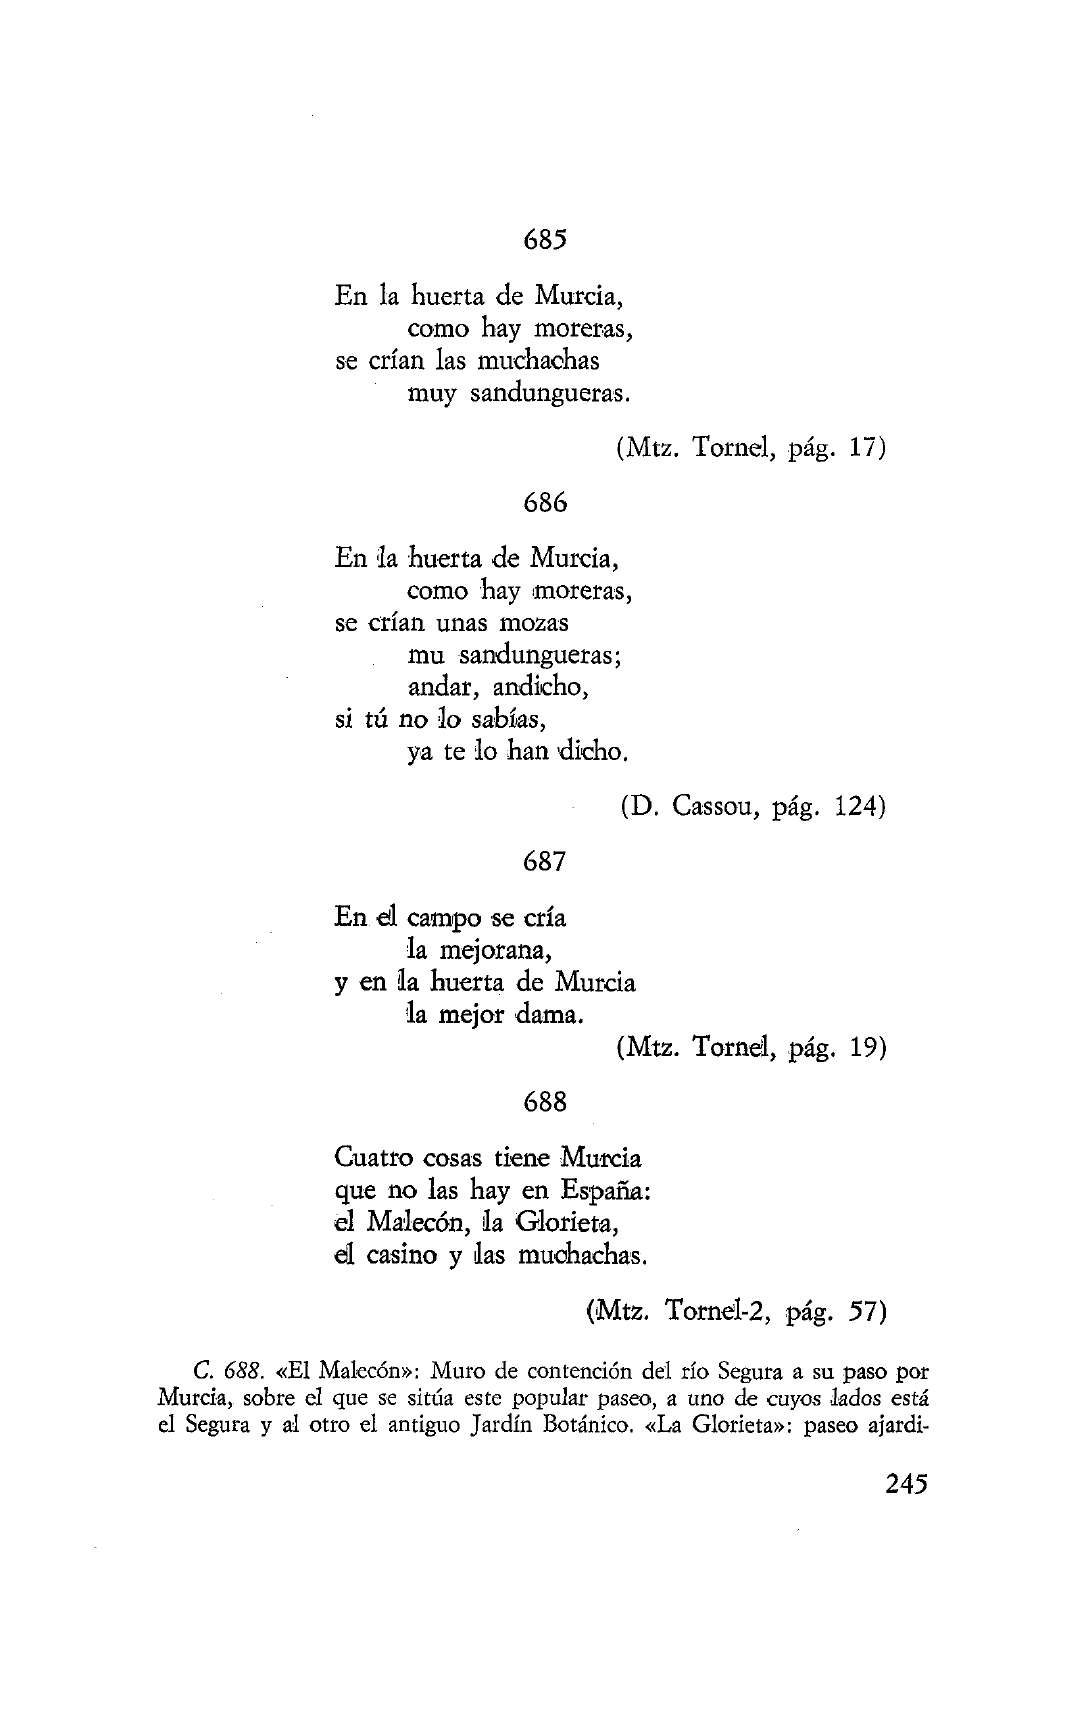 685
En la huerta de Murcia,
como hay moreras,
se crían las muchachas
muy sandungueras.
(Mtz. Tornel, pág. 17)
686
En la huerta de Murcia,
como hay moreras,
se crían unas mozas
mu sandungueras;
andar, andicho,
si tú no lo sabías,
ya te lo han dicho.
(D. Cassou, pág. 124)
687
En el campo se cría
la mejorana,
y en la huerta de Murcia
la mejor dama.
(Mtz. Tornel, pág. 19)
688
Cuatro cosas tiene Murcia
que no las hay en España:
el Malecón, la Glorieta,
el casino y las muchachas.
(Mtz. Tornel-2, pág. 57)
C. 688. «El Malecón»: Muro de contención del río Segura a su paso por
Murcia, sobre el que se sitúa este popular paseo, a uno de cuyos lados está
el Segura y al otro el antiguo Jardín Botánico. «La Glorieta»: paseo ajardi-
245